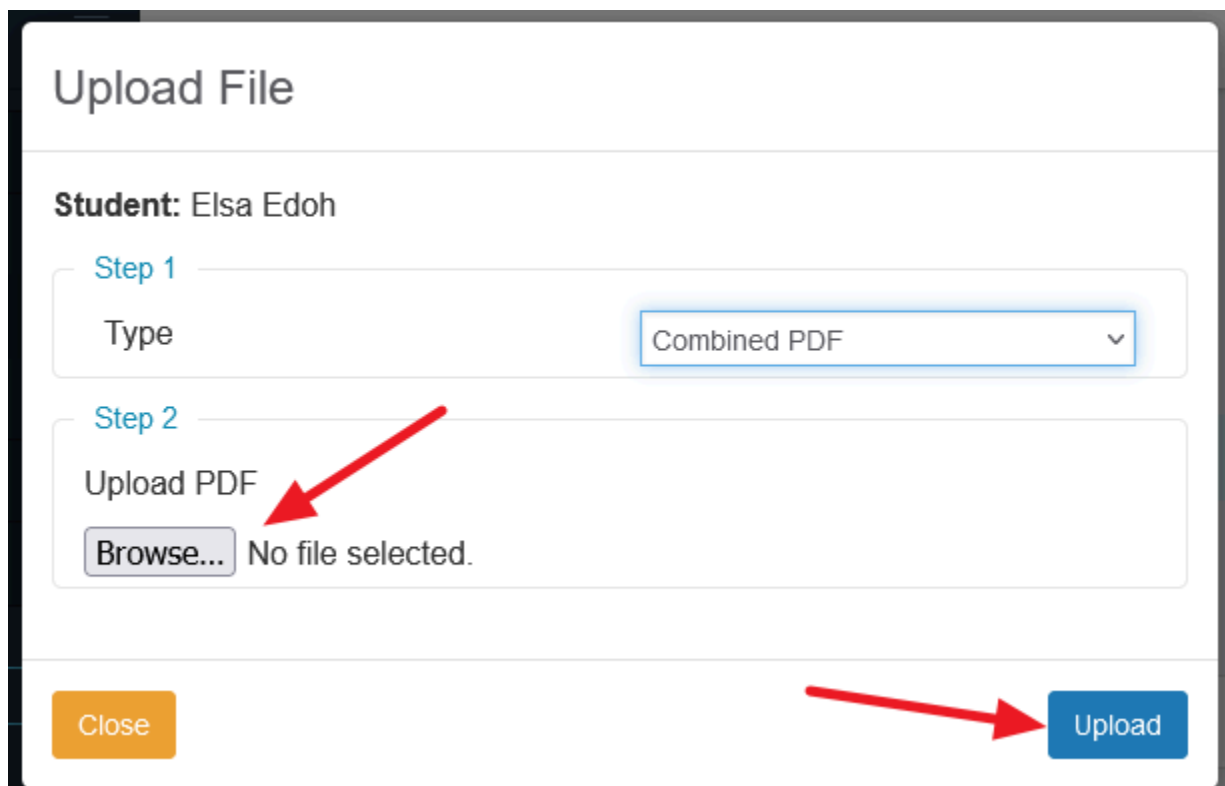 Upload File
Student: Elsa Edoh
Step 1
Type
Combined PDF
Step 2
Upload PDF
Browse... No file selected.
Close
Upload